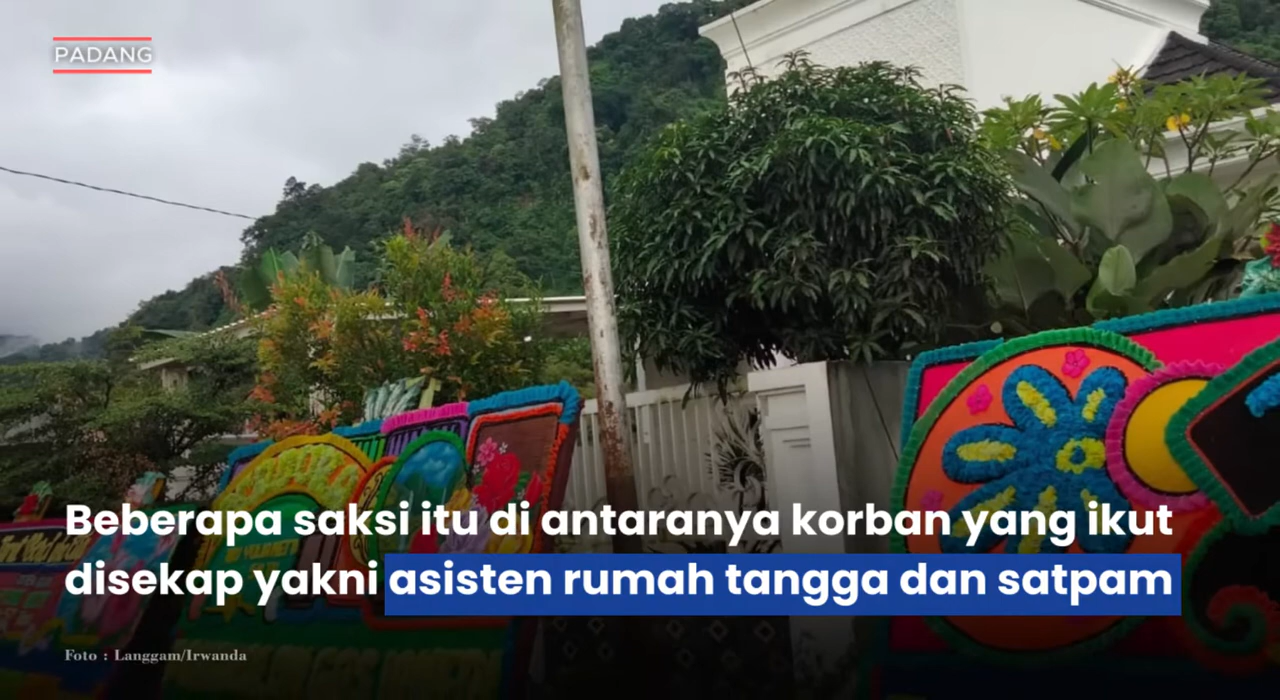 PADANG
Beberapa saksi itu di antaranya korban yang ikut
disekap yakni asisten rumah tangga dan satpam
Foto : Langgam/Irwanda